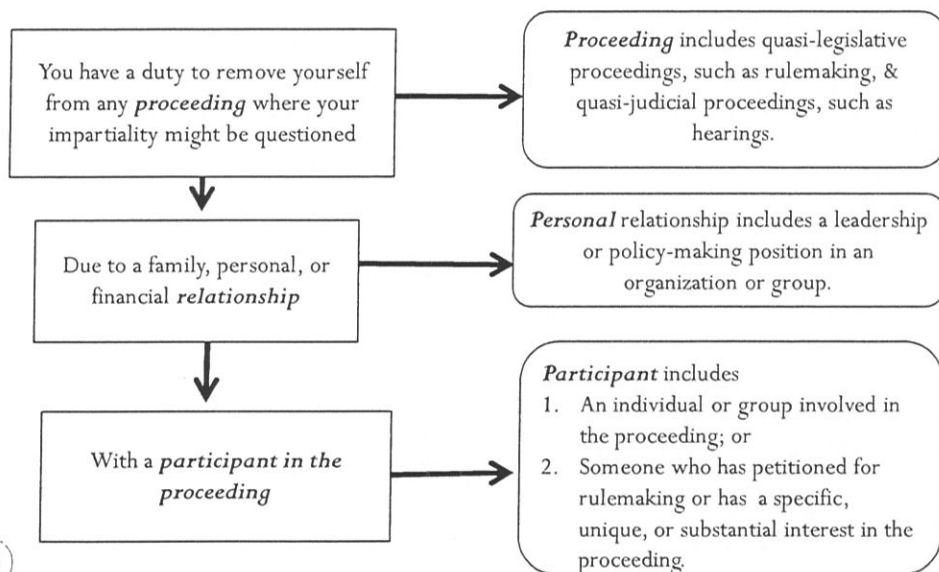 You have a duty to remove yourself
from any proceeding where your
impartiality might be questioned
Proceeding includes quasi-legislative
proceedings, such as rulemaking, &
quasi-judicial proceedings, such as
hearings.
Due to a family, personal, or
financial relationship
Personal relationship includes a leadership
or policy-making position in an
organization or group.
With a participant in the
proceeding
Participant includes
1. An individual or group involved in
the proceeding; or
2. Someone who has petitioned for
rulemaking or has a specific,
unique, or substantial interest in the
proceeding.